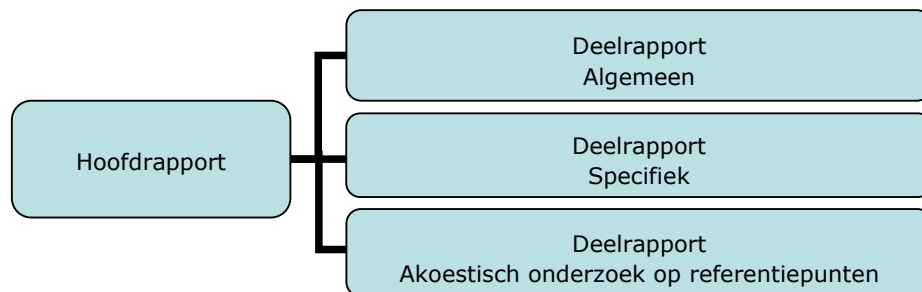 Hoofdrapport
Deelrapport
Algemeen
Deelrapport
Specifiek
Deelrapport
Akoestisch onderzoek op referentiepunten